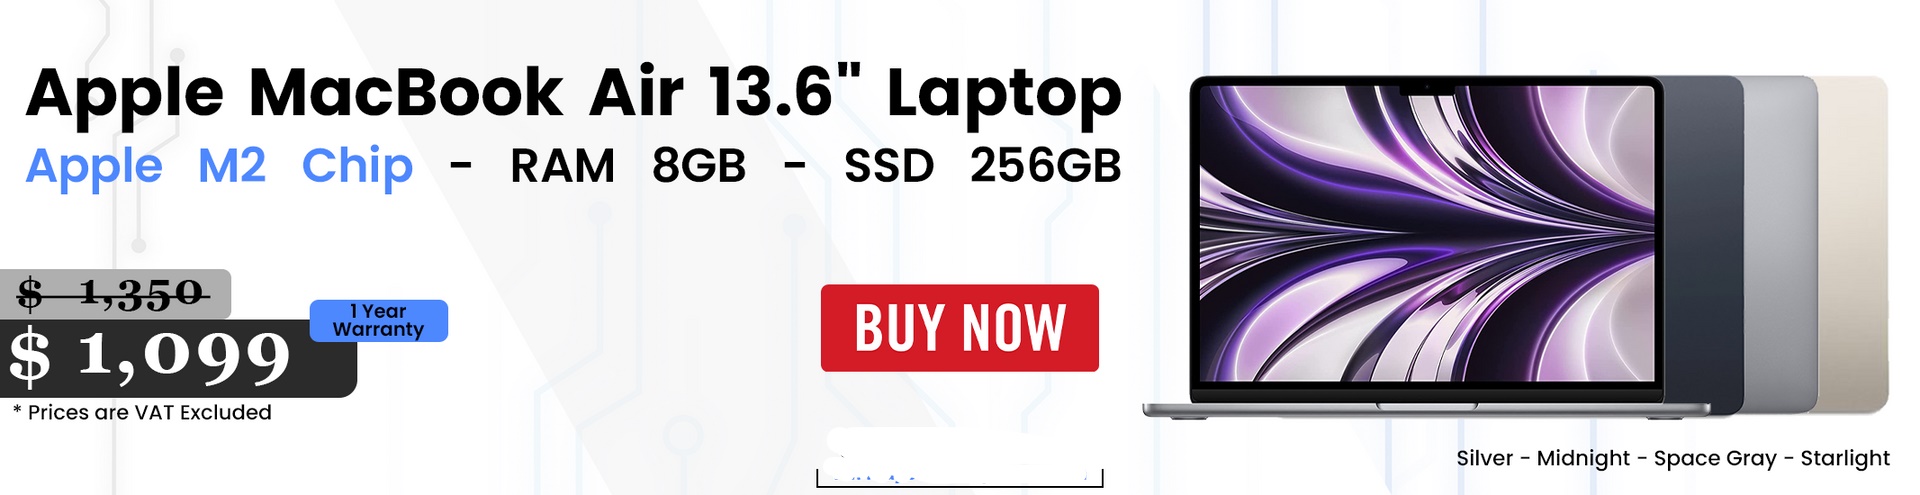 Apple MacBook Air 13.6" Laptop
Apple M2 Chip - RAM 8GB - SSD 256GB
$ 1,350
$ 1,099
1 Year
Warranty
* Prices are VAT Excluded
BUY NOW
Silver - Midnight - Space Gray - Starlight